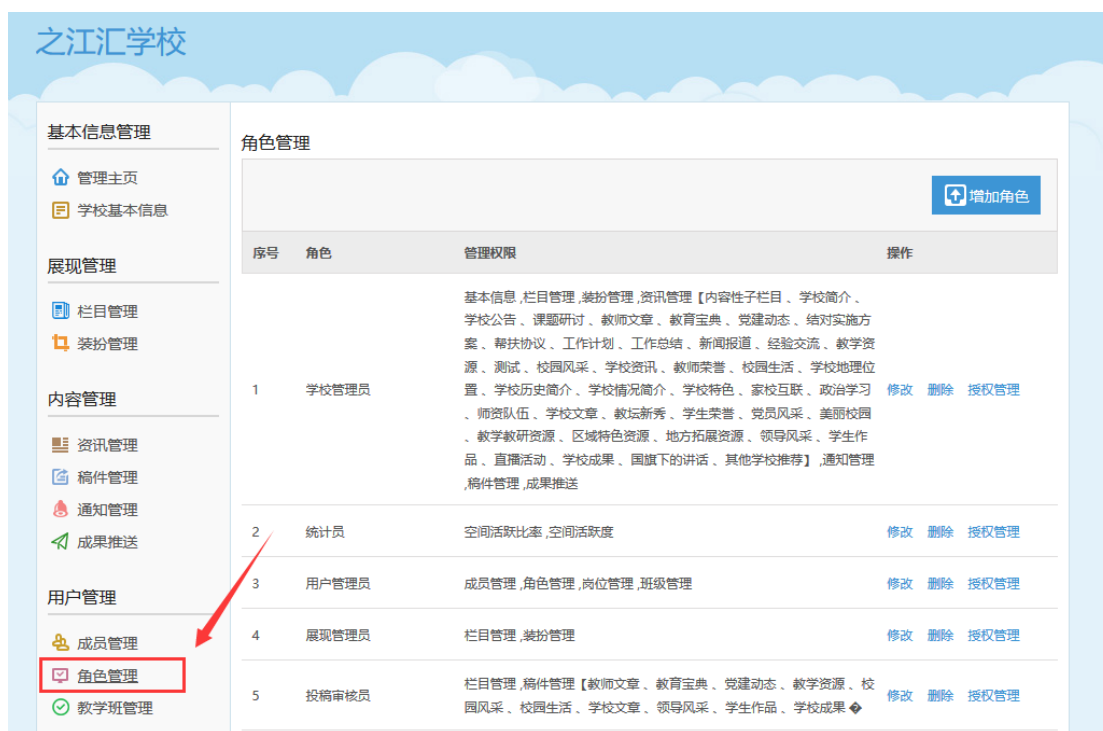 之江汇学校
基本信息管理
管理主页
学校基本信息
展现管理
栏目管理
装扮管理
内容管理
资讯管理
稿件管理
通知管理
成果推送
用户管理
成员管理
角色管理
教学班管理
角色管理
增加角色
序号 角色 管理权限 操作
基本信息 ,栏目管理 ,装扮管理 ,资讯管理【内容性子栏目 、学校简介 、
学校公告 、课题研讨 、教师文章 、教育宝典 、党建动态 、结对实施方
案 、帮扶协议 、工作计划 、工作总结 、新闻报道 、经验交流 、教学资
源 、测试 、校园风采 、学校资讯 、教师荣誉 、校园生活 、学校地理位
1 学校管理员 置 、学校历史简介 、学校情况简介 、学校特色 、家校互联 、政治学习 修改 删除 授权管理
、师资队伍 、学校文章 、教坛新秀 、学生荣誉 、党员风采 、美丽校园
、教学教研资源 、区域特色资源 、地方拓展资源 、领导风采 、学生作
品 、直播活动 、学校成果 、国旗下的讲话 、其他学校推荐】 ,通知管理
,稿件管理 ,成果推送
2 统计员 空间活跃比率 ,空间活跃度 修改 删除 授权管理
3 用户管理员 成员管理 ,角色管理 ,岗位管理 ,班级管理 修改 删除 授权管理
4 展现管理员 栏目管理 ,装扮管理 修改 删除 授权管理
5 投稿审核员 栏目管理 ,稿件管理【教师文章 、教育宝典 、党建动态 、教学资源 、校 修改 删除 授权管理
园风采 、校园生活 、学校文章 、领导风采 、学生作品 、学校成果 �